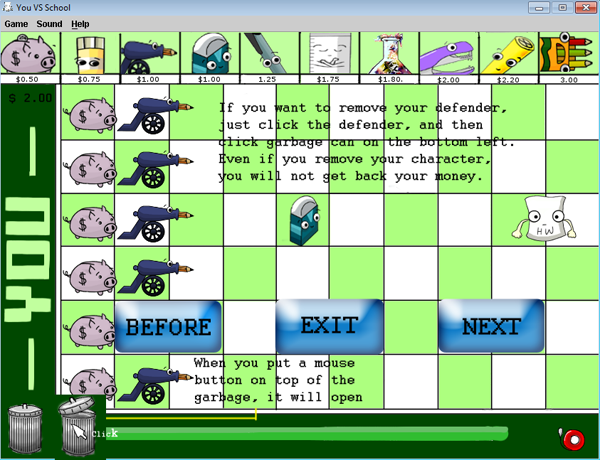 You VS School
Game Sound Help
$0.50 $0.75 $1.00 $1.00 1.25 $1.75 $1.80. $2.00 $2.20 3.00
$ 2.00
If you want to remove your defender,
just click the defender, and then
click garbage can on the bottom left.
Even if you remove your character,
you will not get back your money.
YOU
HW
BEFORE EXIT NEXT
When you put a mouse
button on top of the
garbage, it will open
Click